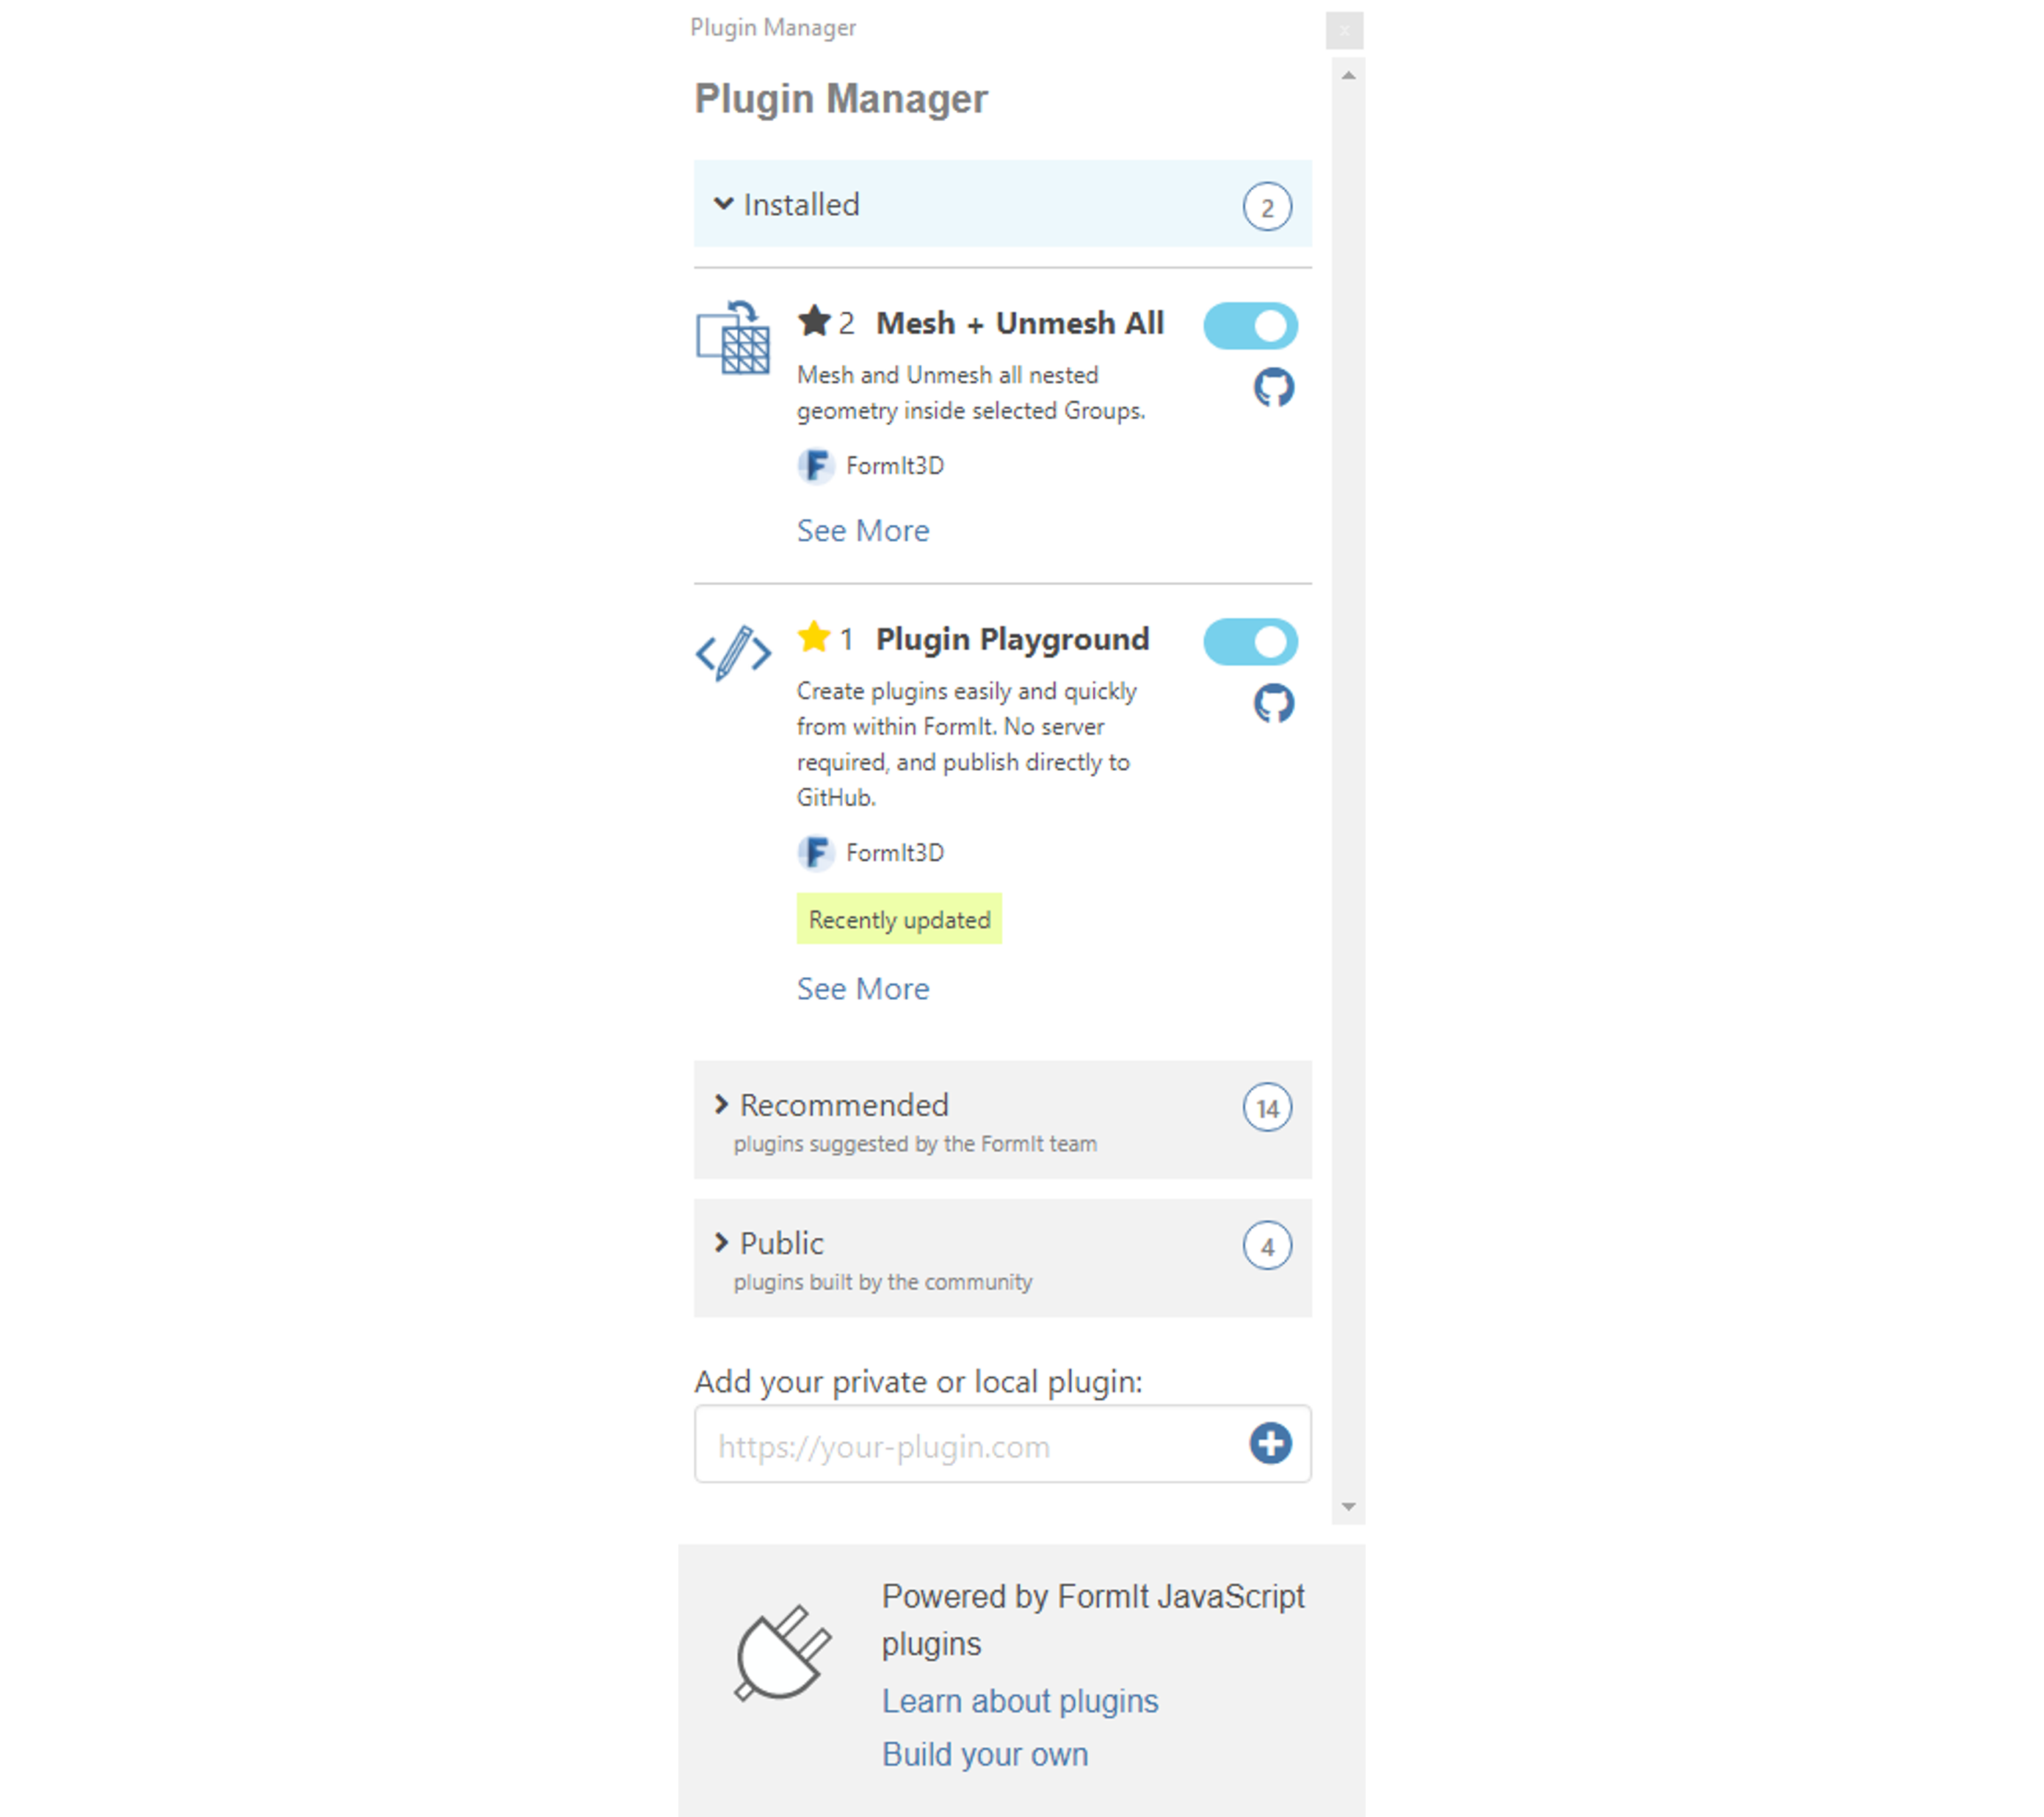 Plugin Manager
x
Plugin Manager
Installed 2
2 Mesh + Unmesh All
Mesh and Unmesh all nested
geometry inside selected Groups.
F FormIt3D
See More
1 Plugin Playground
Create plugins easily and quickly
from within FormIt. No server
required, and publish directly to
GitHub.
F FormIt3D
Recently updated
See More
Recommended 14
plugins suggested by the FormIt team
Public 4
plugins built by the community
Add your private or local plugin:
https://your-plugin.com
Powered by FormIt JavaScript
plugins
Learn about plugins
Build your own